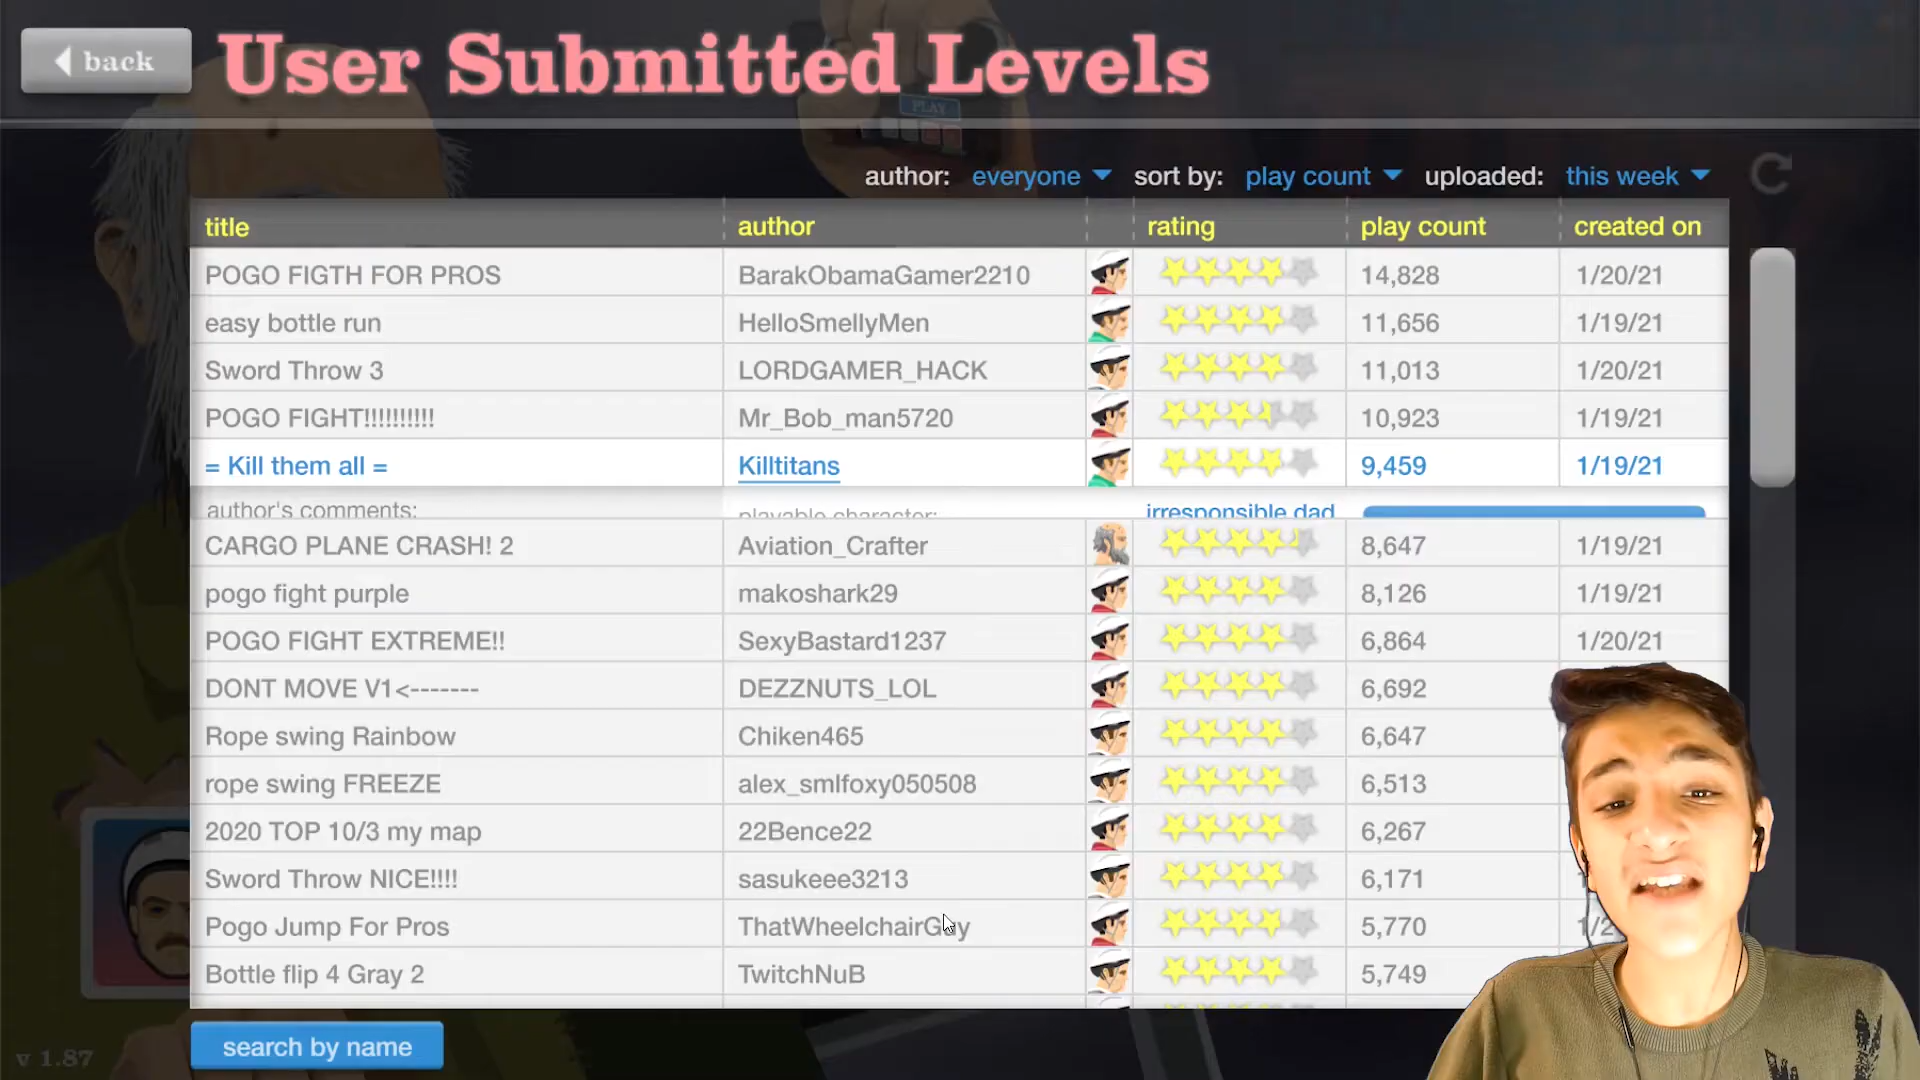 back
User Submitted Levels
PLAY
author: everyone sort by: play count uploaded: this week
title author rating play count created on
POGO FIGTH FOR PROS BarakObamaGamer2210 14,828 1/20/21
easy bottle run HelloSmellyMen 11,656 1/19/21
Sword Throw 3 LORDGAMER_HACK 11,013 1/20/21
POGO FIGHT!!!!!!!!!! Mr_Bob_man5720 10,923 1/19/21
= Kill them all = Killtitans 9,459 1/19/21
author's comments: playable character: irresponsible dad
CARGO PLANE CRASH! 2 Aviation_Crafter 8,647 1/19/21
pogo fight purple makoshark29 8,126 1/19/21
POGO FIGHT EXTREME!! SexyBastard1237 6,864 1/20/21
DONT MOVE V1<------- DEZZNUTS_LOL 6,692
Rope swing Rainbow Chiken465 6,647
rope swing FREEZE alex_smlfoxy050508 6,513
2020 TOP 10/3 my map 22Bence22 6,267
Sword Throw NICE!!!! sasukeee3213 6,171
Pogo Jump For Pros ThatWheelchairGuy 5,770
Bottle flip 4 Gray 2 TwitchNuB 5,749
search by name
v 1.87